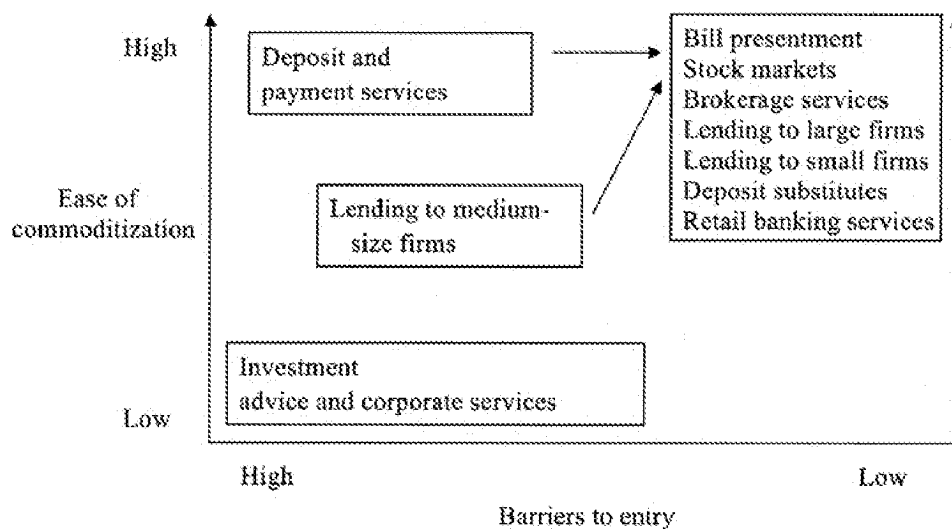 High
Deposit and
payment services
Bill presentment
Stock markets
Brokerage services
Lending to large firms
Lending to small firms
Deposit substitutes
Retail banking services
Ease of
commoditization
Lending to medium-
size firms
Investment
advice and corporate services
Low
High
Low
Barriers to entry